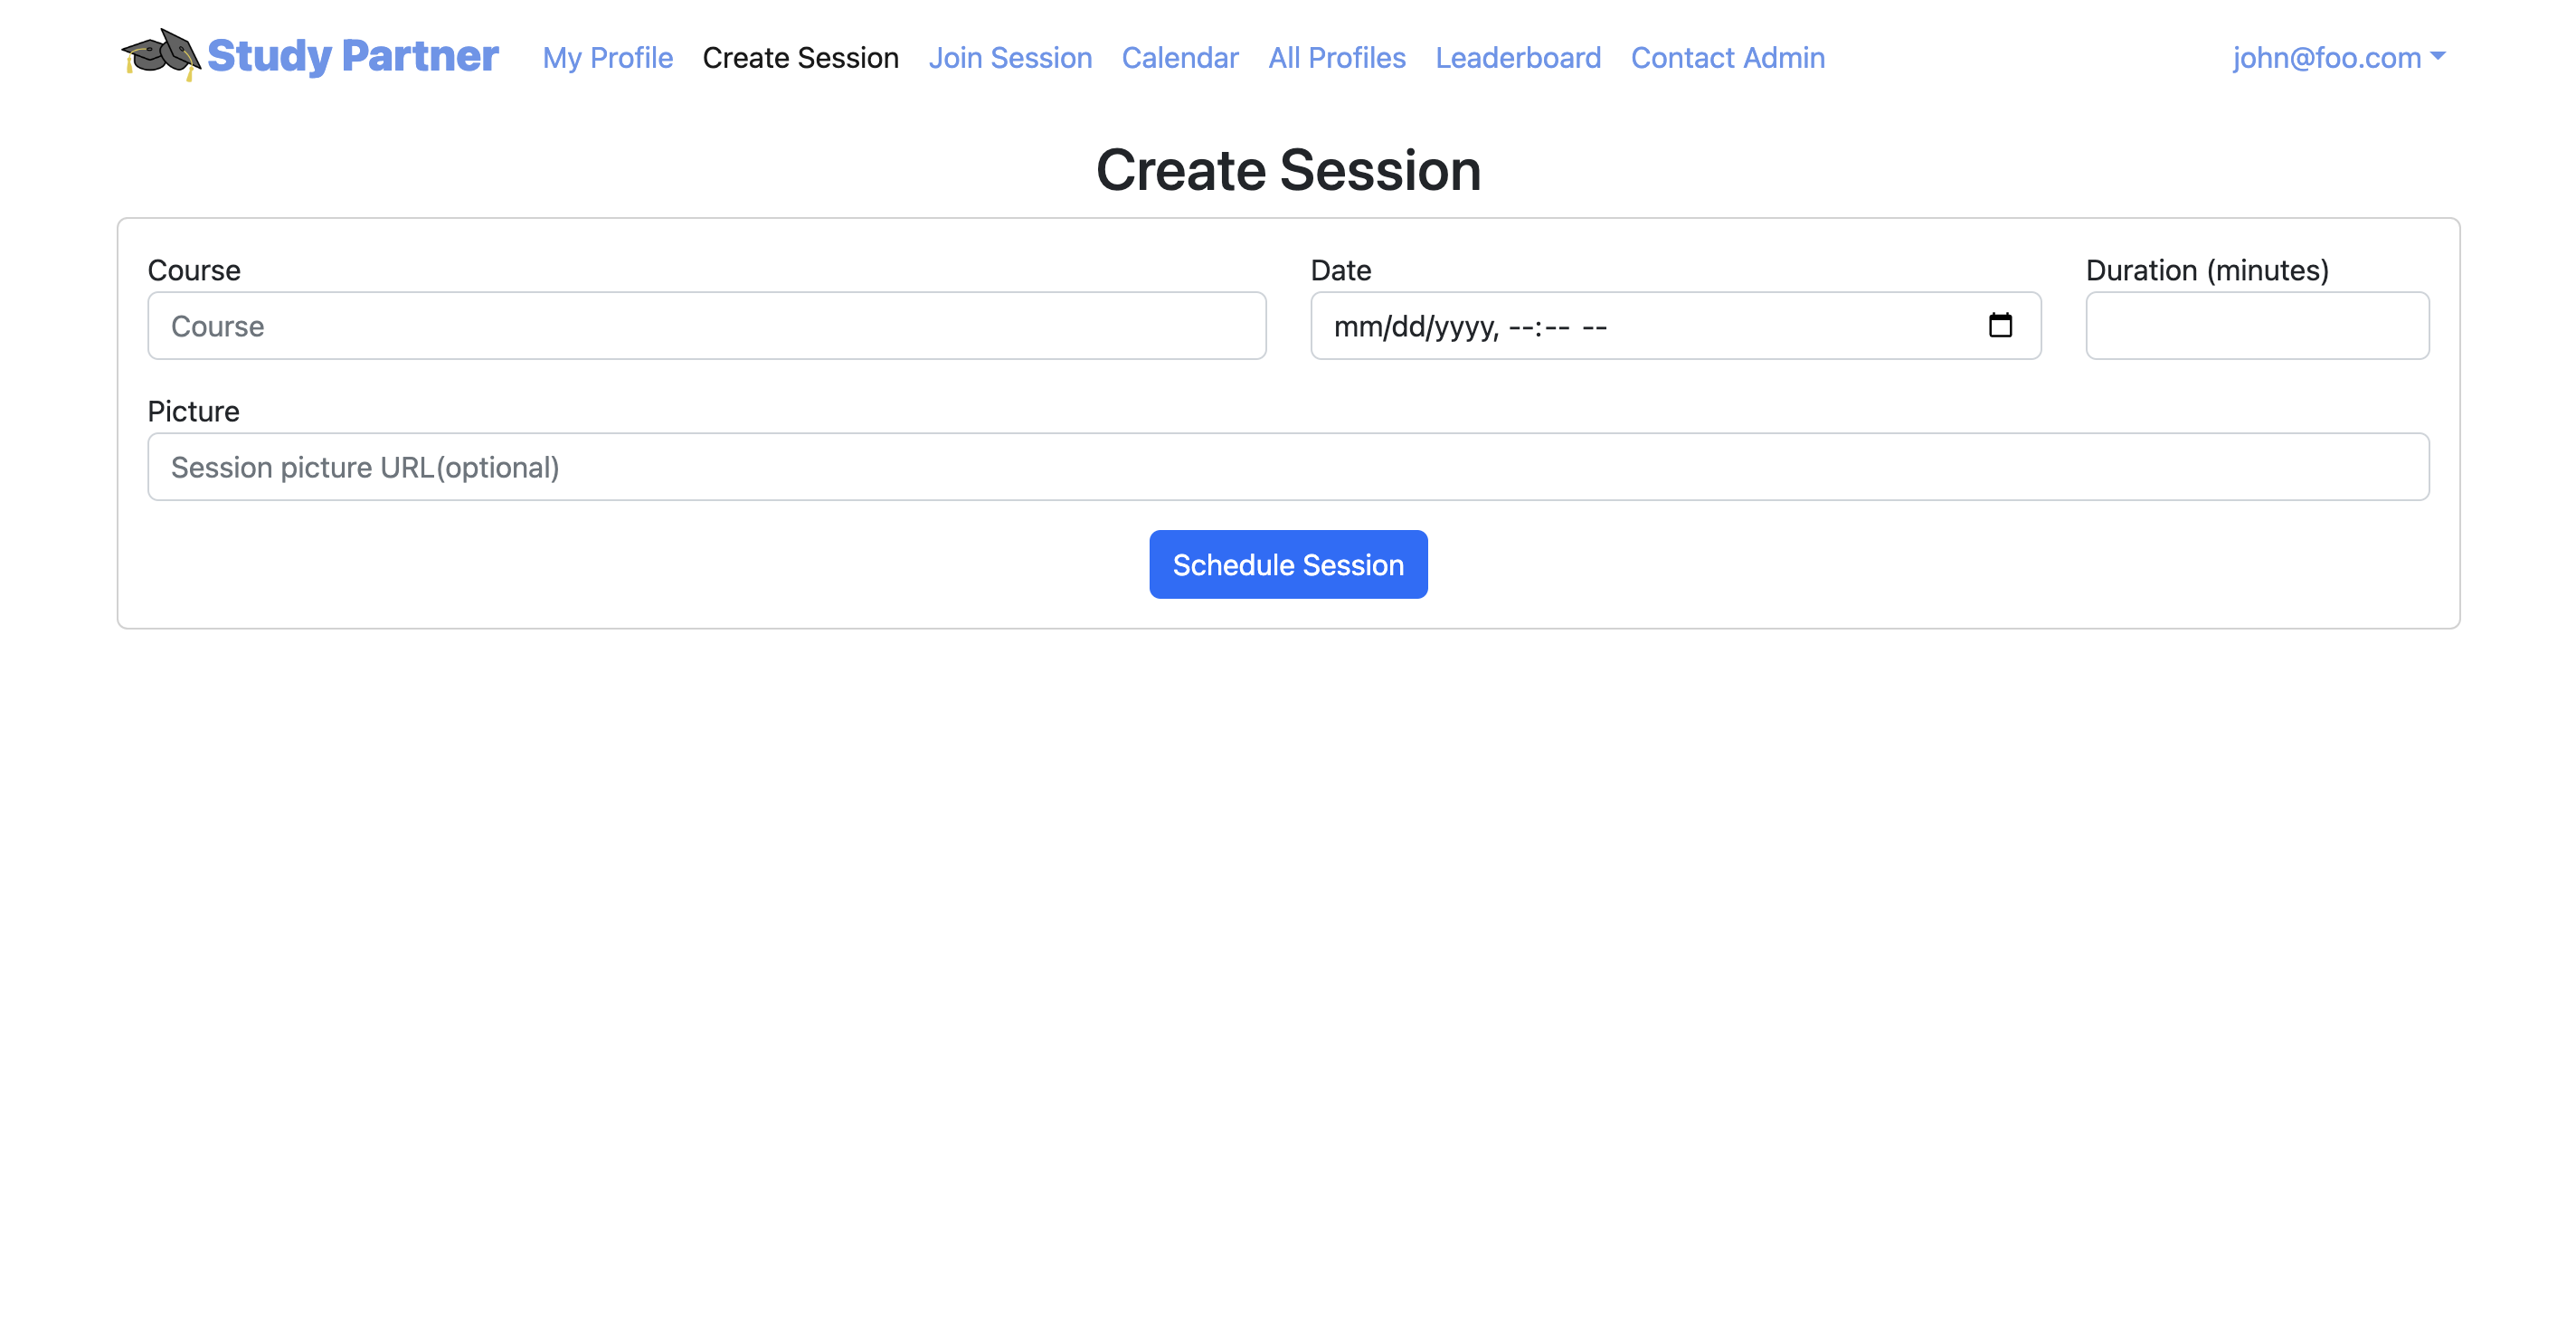 Study Partner My Profile Create Session Join Session Calendar All Profiles Leaderboard Contact Admin john@foo.com
Create Session
Course Date Duration (minutes)
Course mm/dd/yyyy, --:-- --
Picture
Session picture URL(optional)
Schedule Session